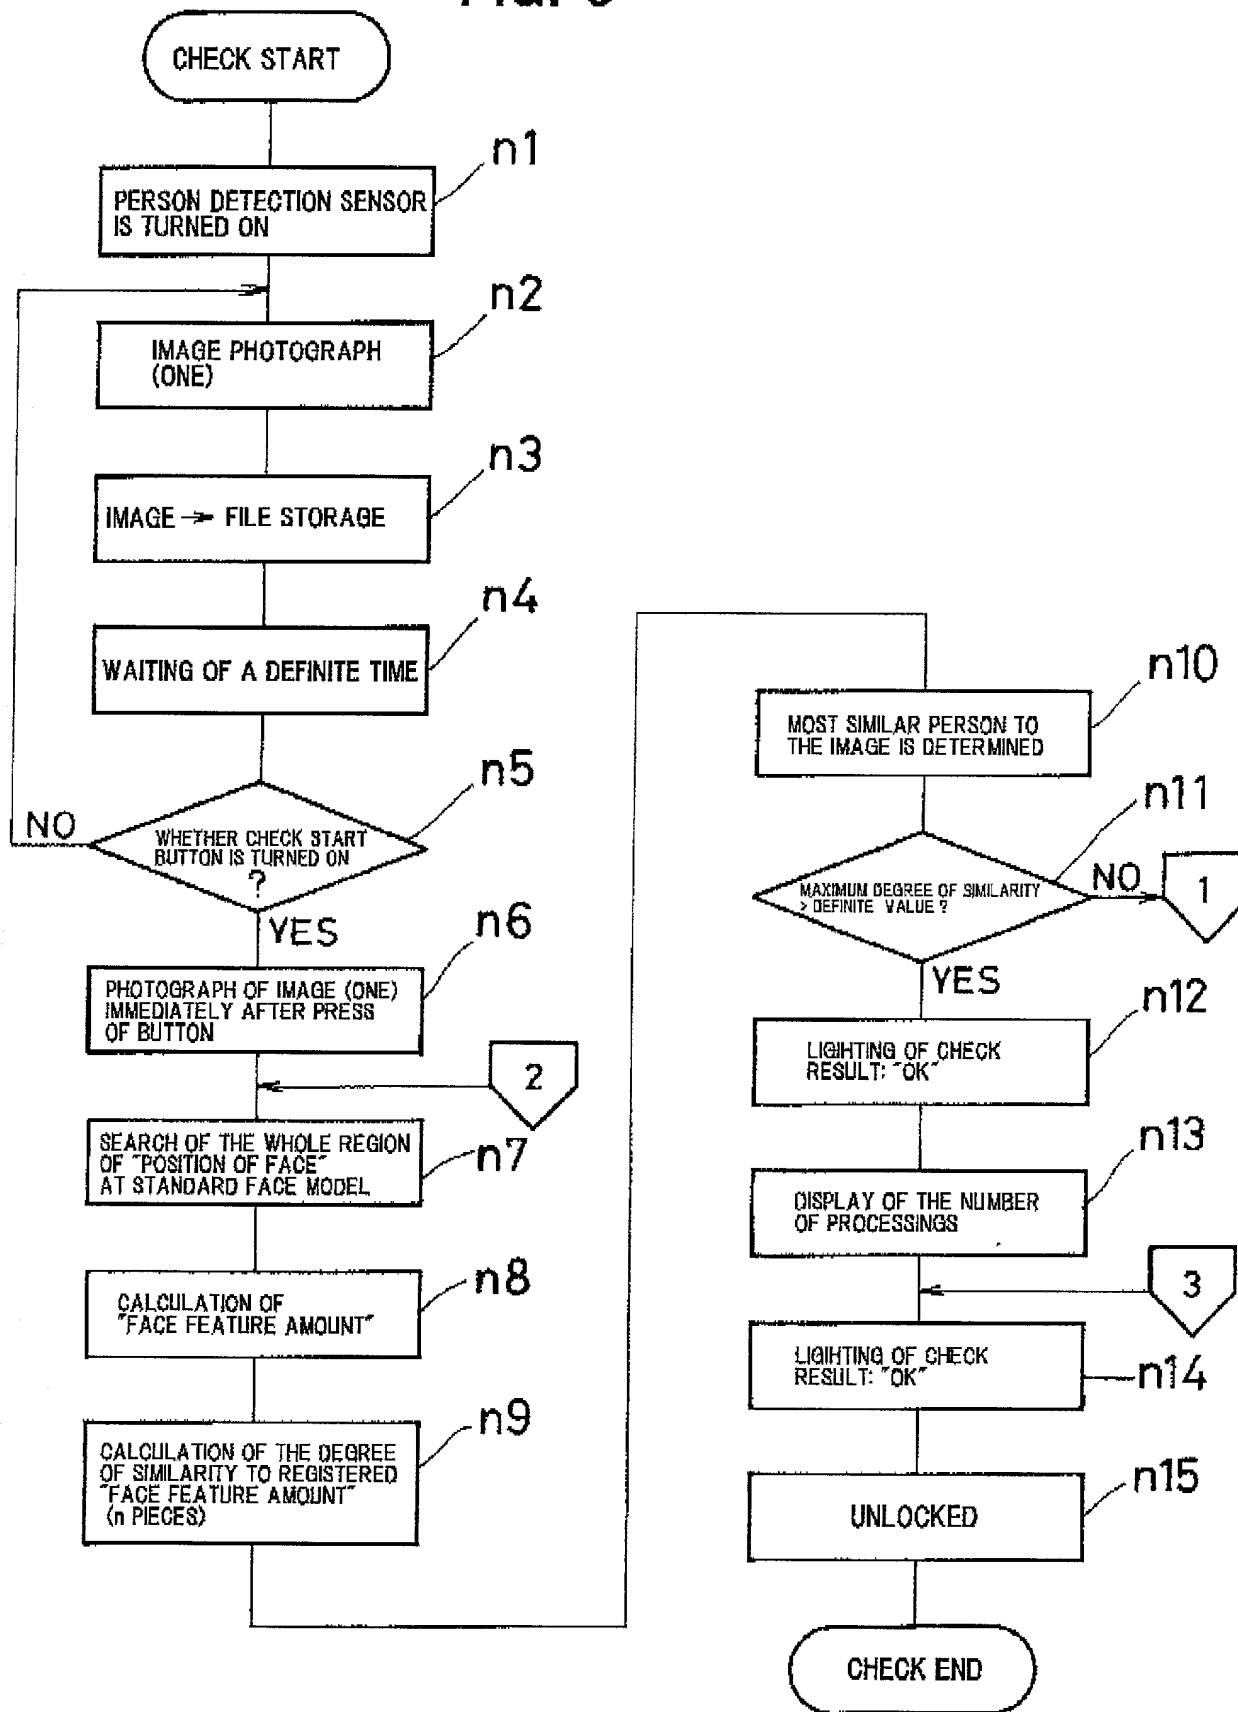 FIG.
CHECK START
n1
PERSON DETECTION SENSOR
IS TURNED ON
n2
IMAGE PHOTOGRAPH
(ONE)
n3
IMAGE → FILE STORAGE
n4
WAITING OF A DEFINITE TIME
n5
WHETHER CHECK START
BUTTON IS TURNED ON
?
NO
YES
n6
PHOTOGRAPH OF IMAGE (ONE)
IMMEDIATELY AFTER PRESS
OF BUTTON
2
n7
SEARCH OF THE WHOLE REGION
OF "POSITION OF FACE"
AT STANDARD FACE MODEL
n8
CALCULATION OF
"FACE FEATURE AMOUNT"
n9
CALCULATION OF THE DEGREE
OF SIMILARITY TO REGISTERED
"FACE FEATURE AMOUNT"
(n PIECES)
n10
MOST SIMILAR PERSON TO
THE IMAGE IS DETERMINED
n11
MAXIMUM DEGREE OF SIMILARITY
> DEFINITE VALUE ?
NO
1
YES
n12
LIGIHTING OF CHECK
RESULT: "OK"
n13
DISPLAY OF THE NUMBER
OF PROCESSINGS
3
n14
LIGIHTING OF CHECK
RESULT: "OK"
n15
UNLOCKED
CHECK END